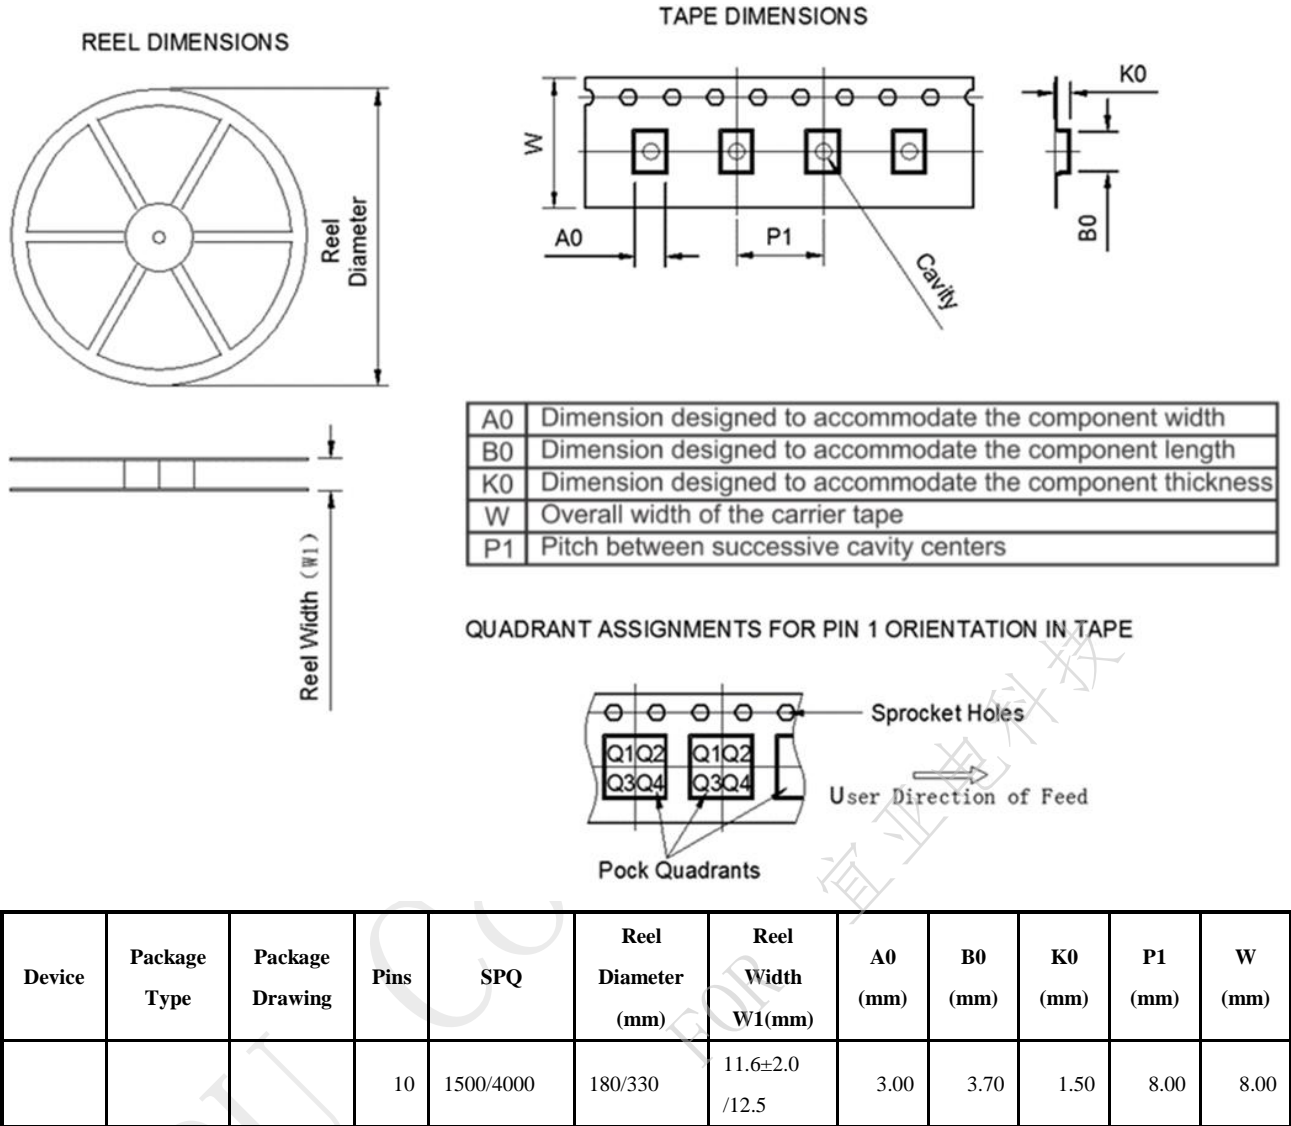 REEL DIMENSIONS
TAPE DIMENSIONS
Reel
Diameter
W
K0
B0
A0
P1
Cavity
Reel Width (W1)
A0 Dimension designed to accommodate the component width
B0 Dimension designed to accommodate the component length
K0 Dimension designed to accommodate the component thickness
W Overall width of the carrier tape
P1 Pitch between successive cavity centers
QUADRANT ASSIGNMENTS FOR PIN 1 ORIENTATION IN TAPE
Sprocket Holes
Q1 Q2 Q1 Q2
Q3 Q4 Q3 Q4
User Direction of Feed
Pock Quadrants
宜亚电科技
FOR
Device Package Type Package Drawing Pins SPQ Reel Diameter (mm) Reel Width W1(mm) A0 (mm) B0 (mm) K0 (mm) P1 (mm) W (mm)
10 1500/4000 180/330 11.6±2.0 /12.5 3.00 3.70 1.50 8.00 8.00